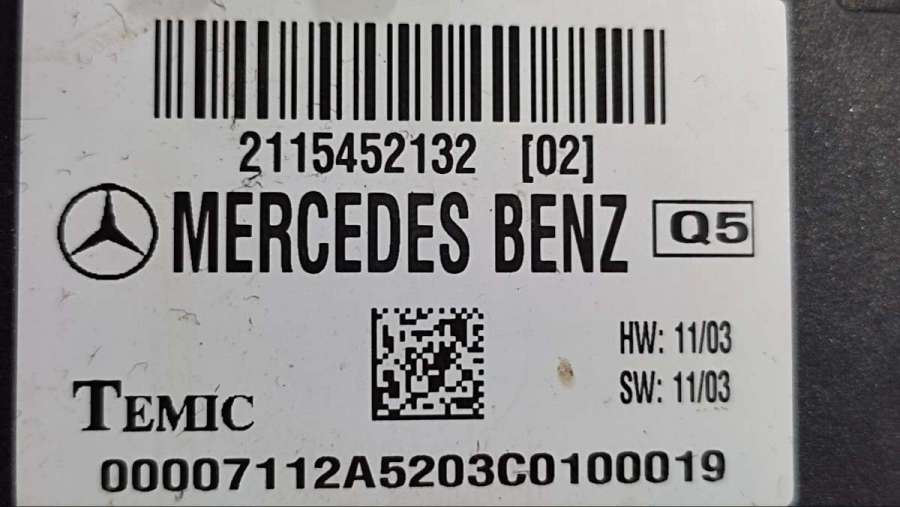 2115452132 [02]
MERCEDES BENZ Q5
HW: 11/03
SW: 11/03
TEMIC
00007112A5203C0100019